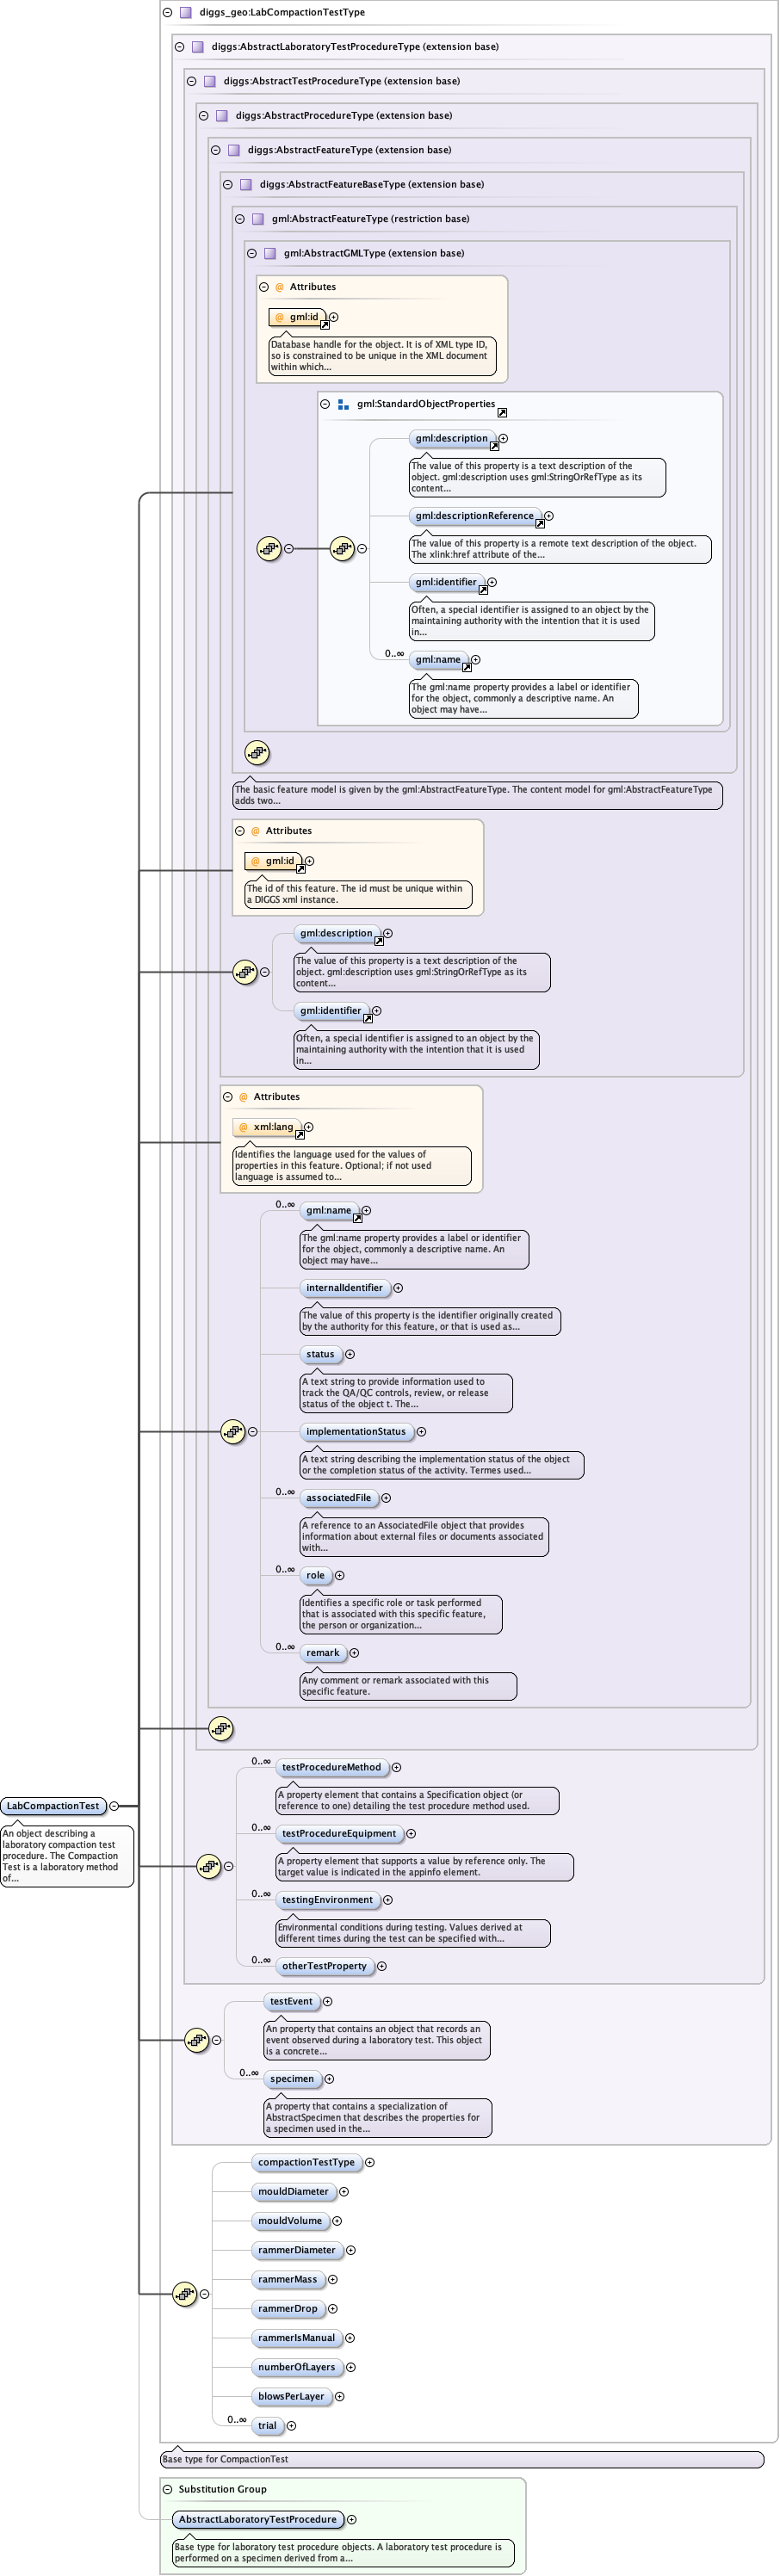 diggs_geo:LabCompactionTestType
diggs:AbstractLaboratoryTestProcedureType (extension base)
diggs:AbstractTestProcedureType (extension base)
diggs:AbstractProcedureType (extension base)
diggs:AbstractFeatureType (extension base)
diggs:AbstractFeatureBaseType (extension base)
gml:AbstractFeatureType (restriction base)
gml:AbstractGMLType (extension base)
@ Attributes
@ gml:id
Database handle for the object. It is of XML type ID,
so is constrained to be unique in the XML document
within which...
gml:StandardObjectProperties
gml:description
The value of this property is a text description of the
object. gml:description uses gml:StringOrRefType as its
content...
gml:descriptionReference
The value of this property is a remote text description of the object.
The xlink:href attribute of the...
gml:identifier
Often, a special identifier is assigned to an object by the
maintaining authority with the intention that it is used
in...
0..∞
gml:name
The gml:name property provides a label or identifier
for the object, commonly a descriptive name. An
object may have...
The basic feature model is given by the gml:AbstractFeatureType. The content model for gml:AbstractFeatureType
adds two...
@ Attributes
@ gml:id
The id of this feature. The id must be unique within
a DIGGS xml instance.
gml:description
The value of this property is a text description of the
object. gml:description uses gml:StringOrRefType as its
content...
gml:identifier
Often, a special identifier is assigned to an object by the
maintaining authority with the intention that it is used
in...
@ Attributes
@ xml:lang
Identifies the language used for the values of
properties in this feature. Optional; if not used
language is assumed to...
0..∞
gml:name
The gml:name property provides a label or identifier
for the object, commonly a descriptive name. An
object may have...
internalIdentifier
The value of this property is the identifier originally created
by the authority for this feature, or that is used as...
status
A text string to provide information used to
track the QA/QC controls, review, or release
status of the object t. The...
implementationStatus
A text string describing the implementation status of the object
or the completion status of the activity. Termes used...
0..∞
associatedFile
A reference to an AssociatedFile object that provides
information about external files or documents associated
with...
0..∞
role
Identifies a specific role or task performed
that is associated with this specific feature,
the person or organization...
0..∞
remark
Any comment or remark associated with this
specific feature.
0..∞
testProcedureMethod
A property element that contains a Specification object (or
reference to one) detailing the test procedure method used.
LabCompactionTest
An object describing a
laboratory compaction test
procedure. The Compaction
Test is a laboratory method
of...
0..∞
testProcedureEquipment
A property element that supports a value by reference only. The
target value is indicated in the appinfo element.
0..∞
testingEnvironment
Environmental conditions during testing. Values derived at
different times during the test can be specified with...
0..∞
otherTestProperty
testEvent
An property that contains an object that records an
event observed during a laboratory test. This object
is a concrete...
0..∞
specimen
A property that contains a specialization of
AbstractSpecimen that describes the properties for
a specimen used in the...
compactionTestType
mouldDiameter
mouldVolume
rammerDiameter
rammerMass
rammerDrop
rammerIsManual
numberOfLayers
blowsPerLayer
0..∞
trial
Base type for CompactionTest
Substitution Group
AbstractLaboratoryTestProcedure
Base type for laboratory test procedure objects. A laboratory test procedure is
performed on a specimen derived from a...